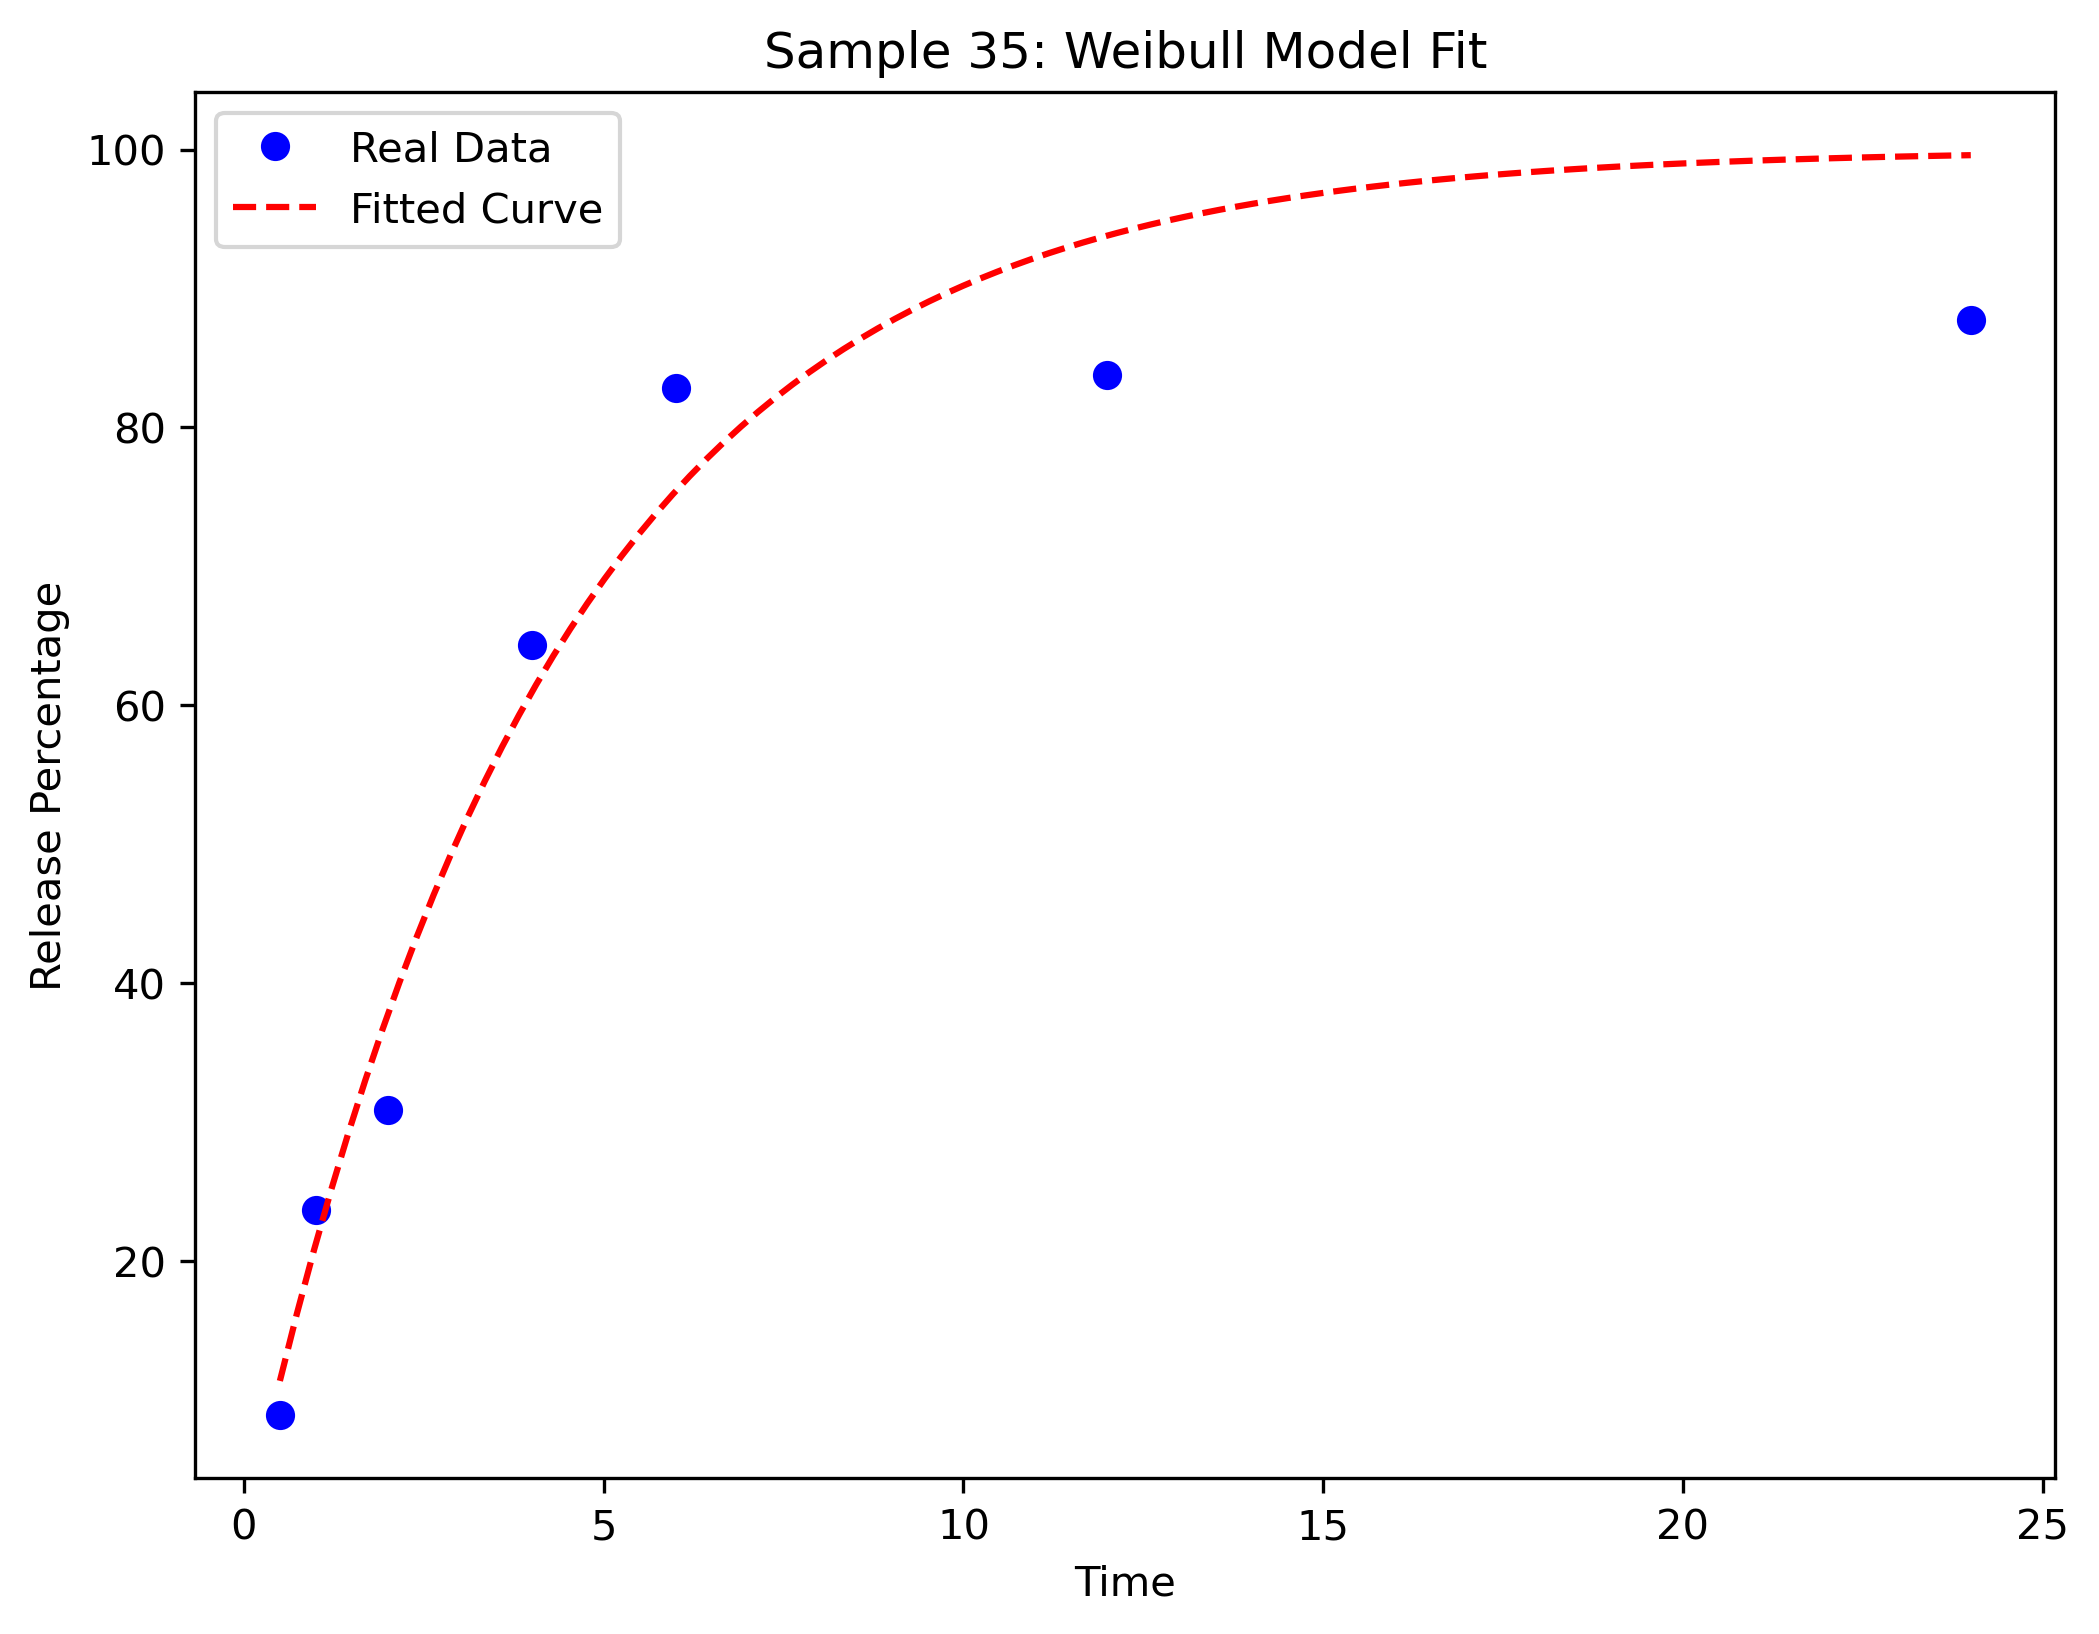 Sample 35: Weibull Model Fit
Real Data
Fitted Curve
100
80
60
40
20
Release Percentage
0 5 10 15 20 25
Time